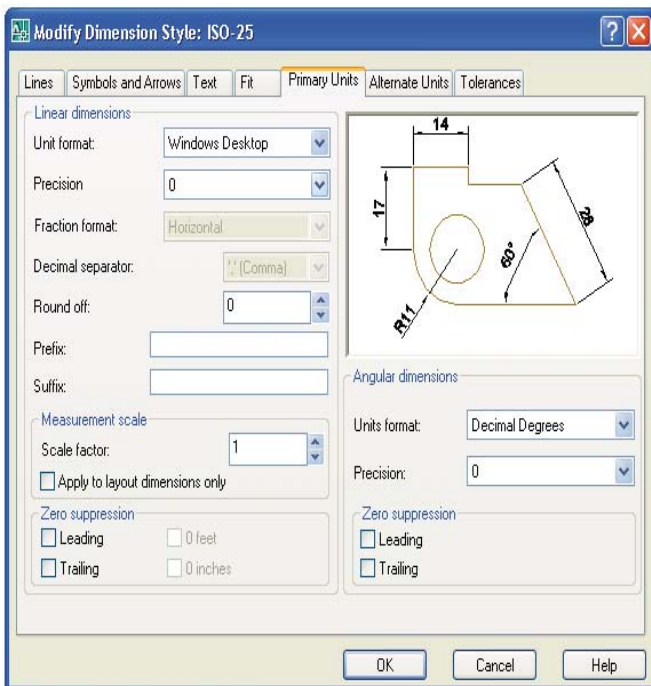 Modify Dimension Style: ISO-25
Lines Symbols and Arrows Text Fit Primary Units Alternate Units Tolerances
Linear dimensions
Unit format: Windows Desktop
Precision 0
Fraction format: Horizontal
Decimal separator: ',' (Comma)
Round off: 0
Prefix:
Suffix:
Measurement scale
Scale factor: 1
Apply to layout dimensions only
Zero suppression
Leading 0 feet
Trailing 0 inches
14
17
28
60°
R11
Angular dimensions
Units format: Decimal Degrees
Precision: 0
Zero suppression
Leading
Trailing
OK Cancel Help